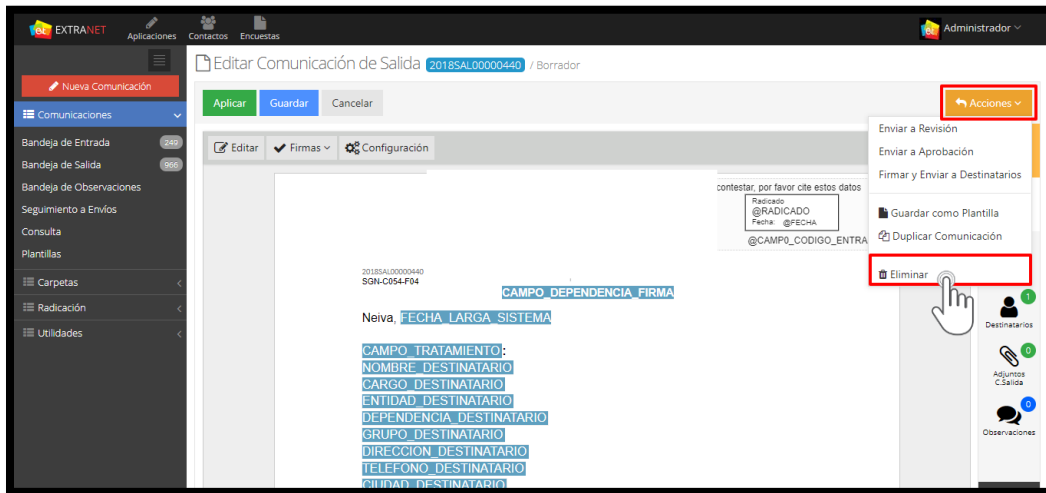 EXTRANET
Aplicaciones
Contactos
Encuestas
Administrador
Editar Comunicación de Salida 2018SAL00000440 / Borrador
Nueva Comunicación
Comunicaciones
Bandeja de Entrada 249
Bandeja de Salida 966
Bandeja de Observaciones
Seguimiento a Envíos
Consulta
Plantillas
Carpetas
Radicación
Utilidades
Aplicar
Guardar
Cancelar
Acciones
Enviar a Revisión
Enviar a Aprobación
Firmar y Enviar a Destinatarios
Guardar como Plantilla
Duplicar Comunicación
Eliminar
Editar
Firmas
Configuración
contestar, por favor cite estos datos
Radicado
@RADICADO
Fecha: @FECHA
@CAMP0_CODIGO_ENTRA
2018SAL00000440
SGN-C054-F04
CAMPO_DEPENDENCIA_FIRMA
Neiva, FECHA_LARGA_SISTEMA
CAMPO_TRATAMIENTO:
NOMBRE_DESTINATARIO
CARGO_DESTINATARIO
ENTIDAD_DESTINATARIO
DEPENDENCIA_DESTINATARIO
GRUPO_DESTINATARIO
DIRECCION_DESTINATARIO
TELEFONO_DESTINATARIO
CIUDAD_DESTINATARIO
1
Destinatarios
0
Adjuntos
C.Salida
0
Observaciones